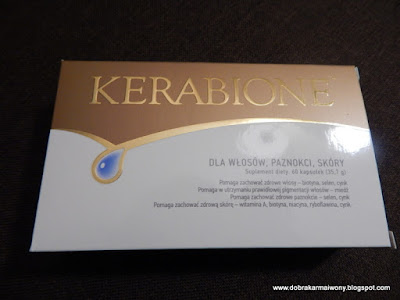 KERABIONE
DLA WŁOSÓW, PAZNOKCI, SKÓRY
Suplement diety. 60 kapsułek (35,1 g)
Pomaga zachować zdrowe włosy – biotyna, selen, cynk
Pomaga w utrzymaniu prawidłowej pigmentacji włosów – miedź
Pomaga zachować zdrowe paznokcie – selen, cynk
Pomaga zachować zdrową skórę – witamina A, biotyna, niacyna, ryboflawina, cynk
www.dobrakarmaiwony.blogspot.com